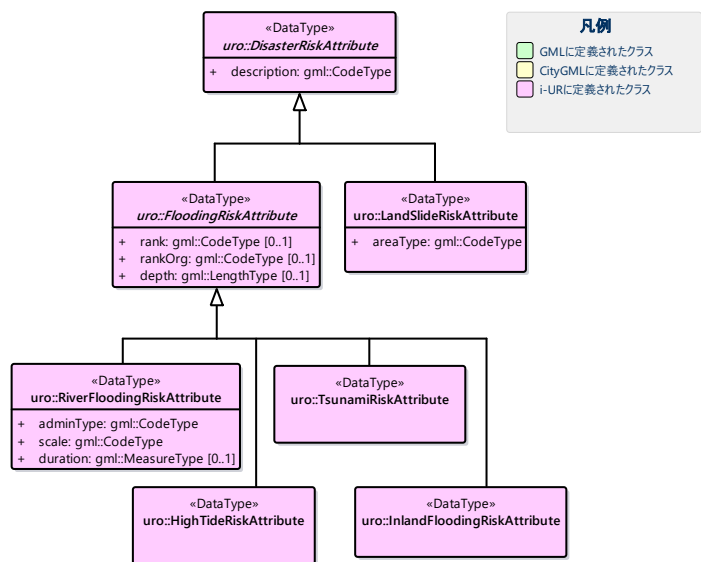 «DataType»
uro::DisasterRiskAttribute
+ description: gml::CodeType
凡例
GMLに定義されたクラス
CityGMLに定義されたクラス
i-URに定義されたクラス
«DataType»
uro::FloodingRiskAttribute
+ rank: gml::CodeType [0..1]
+ rankOrg: gml::CodeType [0..1]
+ depth: gml::LengthType [0..1]
«DataType»
uro::LandSlideRiskAttribute
+ areaType: gml::CodeType
«DataType»
uro::RiverFloodingRiskAttribute
+ adminType: gml::CodeType
+ scale: gml::CodeType
+ duration: gml::MeasureType [0..1]
«DataType»
uro::TsunamiRiskAttribute
«DataType»
uro::HighTideRiskAttribute
«DataType»
uro::InlandFloodingRiskAttribute